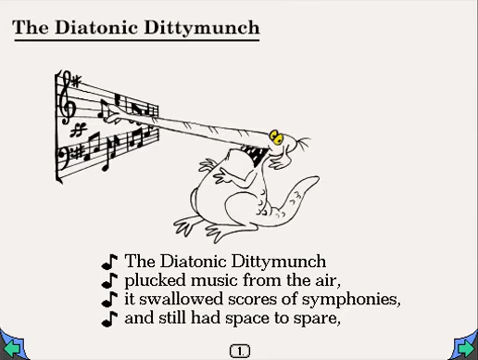 The Diatonic Dittymunch
The Diatonic Dittymunch
plucked music from the air,
it swallowed scores of symphonies,
and still had space to spare,
1